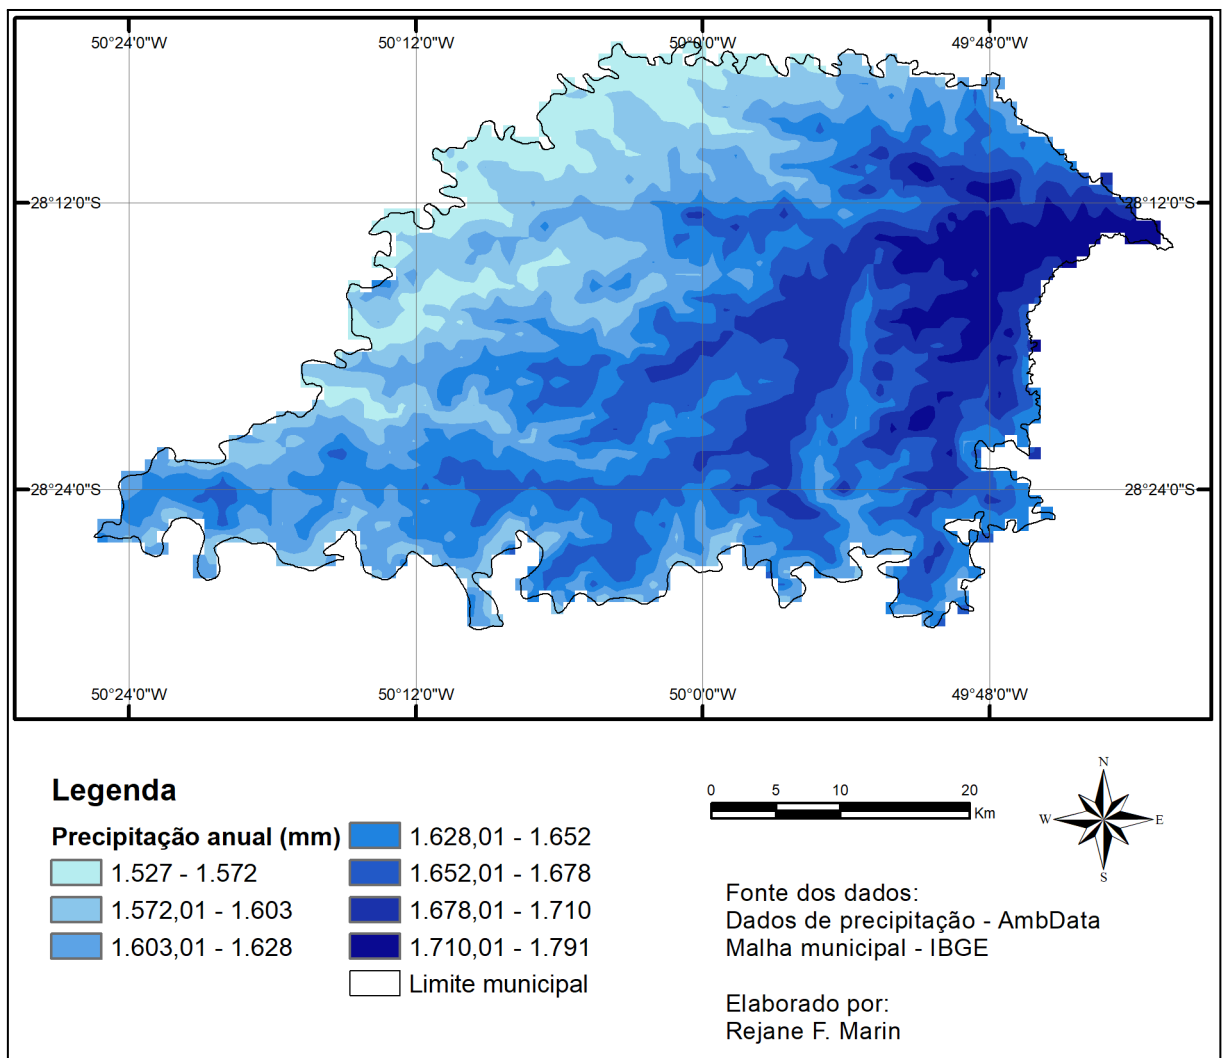 50°24'0"W 50°12'0"W 50°0'0"W 49°48'0"W
28°12'0"S 28°12'0"S
28°24'0"S 28°24'0"S
50°24'0"W 50°12'0"W 50°0'0"W 49°48'0"W
Legenda
Precipitação anual (mm)
1.527 - 1.572
1.572,01 - 1.603
1.603,01 - 1.628
1.628,01 - 1.652
1.652,01 - 1.678
1.678,01 - 1.710
1.710,01 - 1.791
Limite municipal
0 5 10 20
Km
N
W E
S
Fonte dos dados:
Dados de precipitação - AmbData
Malha municipal - IBGE
Elaborado por:
Rejane F. Marin